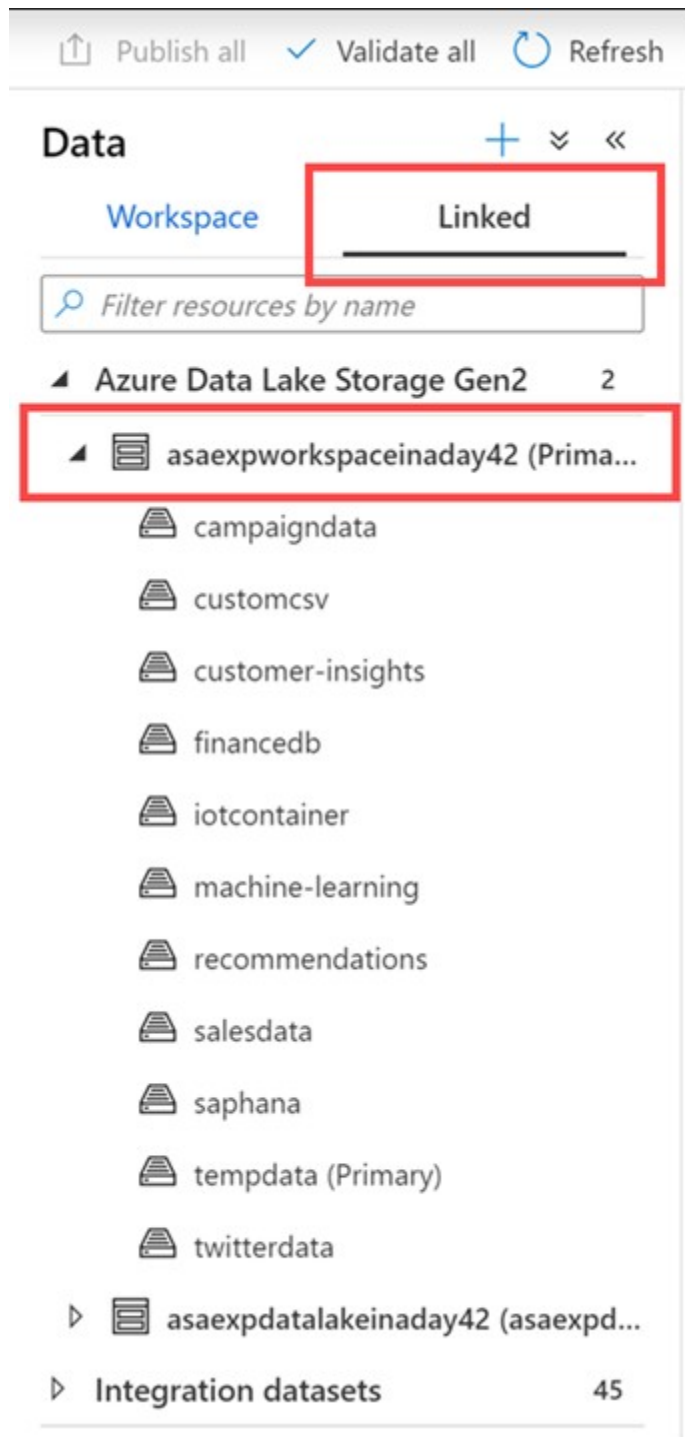 Publish all Validate all Refresh
Data
Workspace Linked
Filter resources by name
Azure Data Lake Storage Gen2 2
asaexpworkspaceinaday42 (Prima...
campaigndata
customcsv
customer-insights
financedb
iotcontainer
machine-learning
recommendations
salesdata
saphana
tempdata (Primary)
twitterdata
asaexpdatalakeinaday42 (asaexpd...
Integration datasets 45